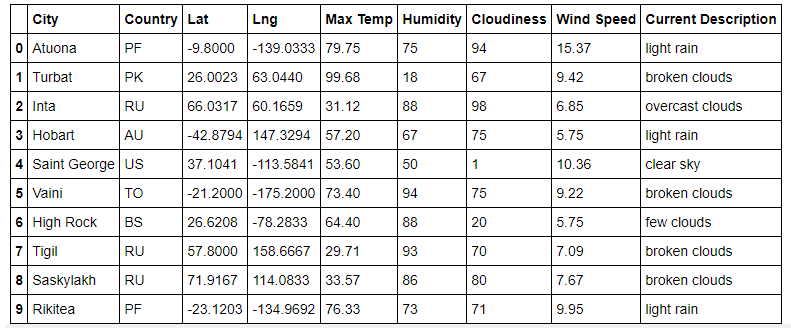 City Country Lat Lng Max Temp Humidity Cloudiness Wind Speed Current Description
0 Atuona PF -9.8000 -139.0333 79.75 75 94 15.37 light rain
1 Turbat PK 26.0023 63.0440 99.68 18 67 9.42 broken clouds
2 Inta RU 66.0317 60.1659 31.12 88 98 6.85 overcast clouds
3 Hobart AU -42.8794 147.3294 57.20 67 75 5.75 light rain
4 Saint George US 37.1041 -113.5841 53.60 50 1 10.36 clear sky
5 Vaini TO -21.2000 -175.2000 73.40 94 75 9.22 broken clouds
6 High Rock BS 26.6208 -78.2833 64.40 88 20 5.75 few clouds
7 Tigil RU 57.8000 158.6667 29.71 93 70 7.09 broken clouds
8 Saskylakh RU 71.9167 114.0833 33.57 86 80 7.67 broken clouds
9 Rikitea PF -23.1203 -134.9692 76.33 73 71 9.95 light rain